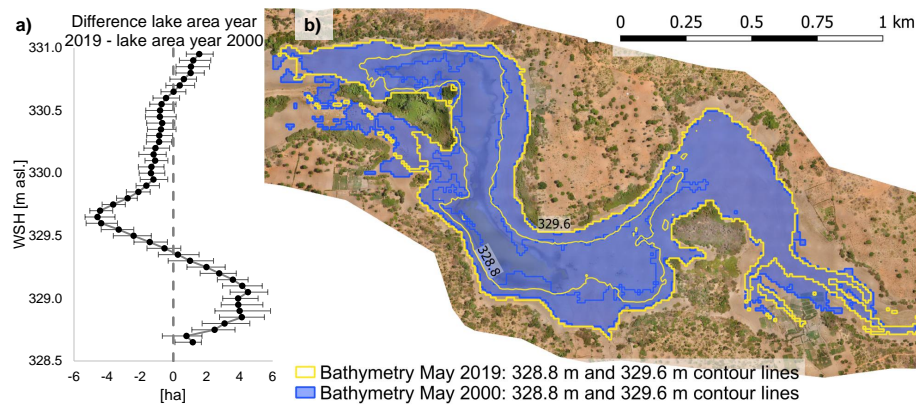 a)
Difference lake area year
2019 - lake area year 2000
331.0
330.5
330.0
329.5
329.0
328.5
WSH [m asl.]
-6 -4 -2 0 2 4 6
[ha]
b)
0 0.25 0.5 0.75 1 km
329.6
328.8
Bathymetry May 2019: 328.8 m and 329.6 m contour lines
Bathymetry May 2000: 328.8 m and 329.6 m contour lines